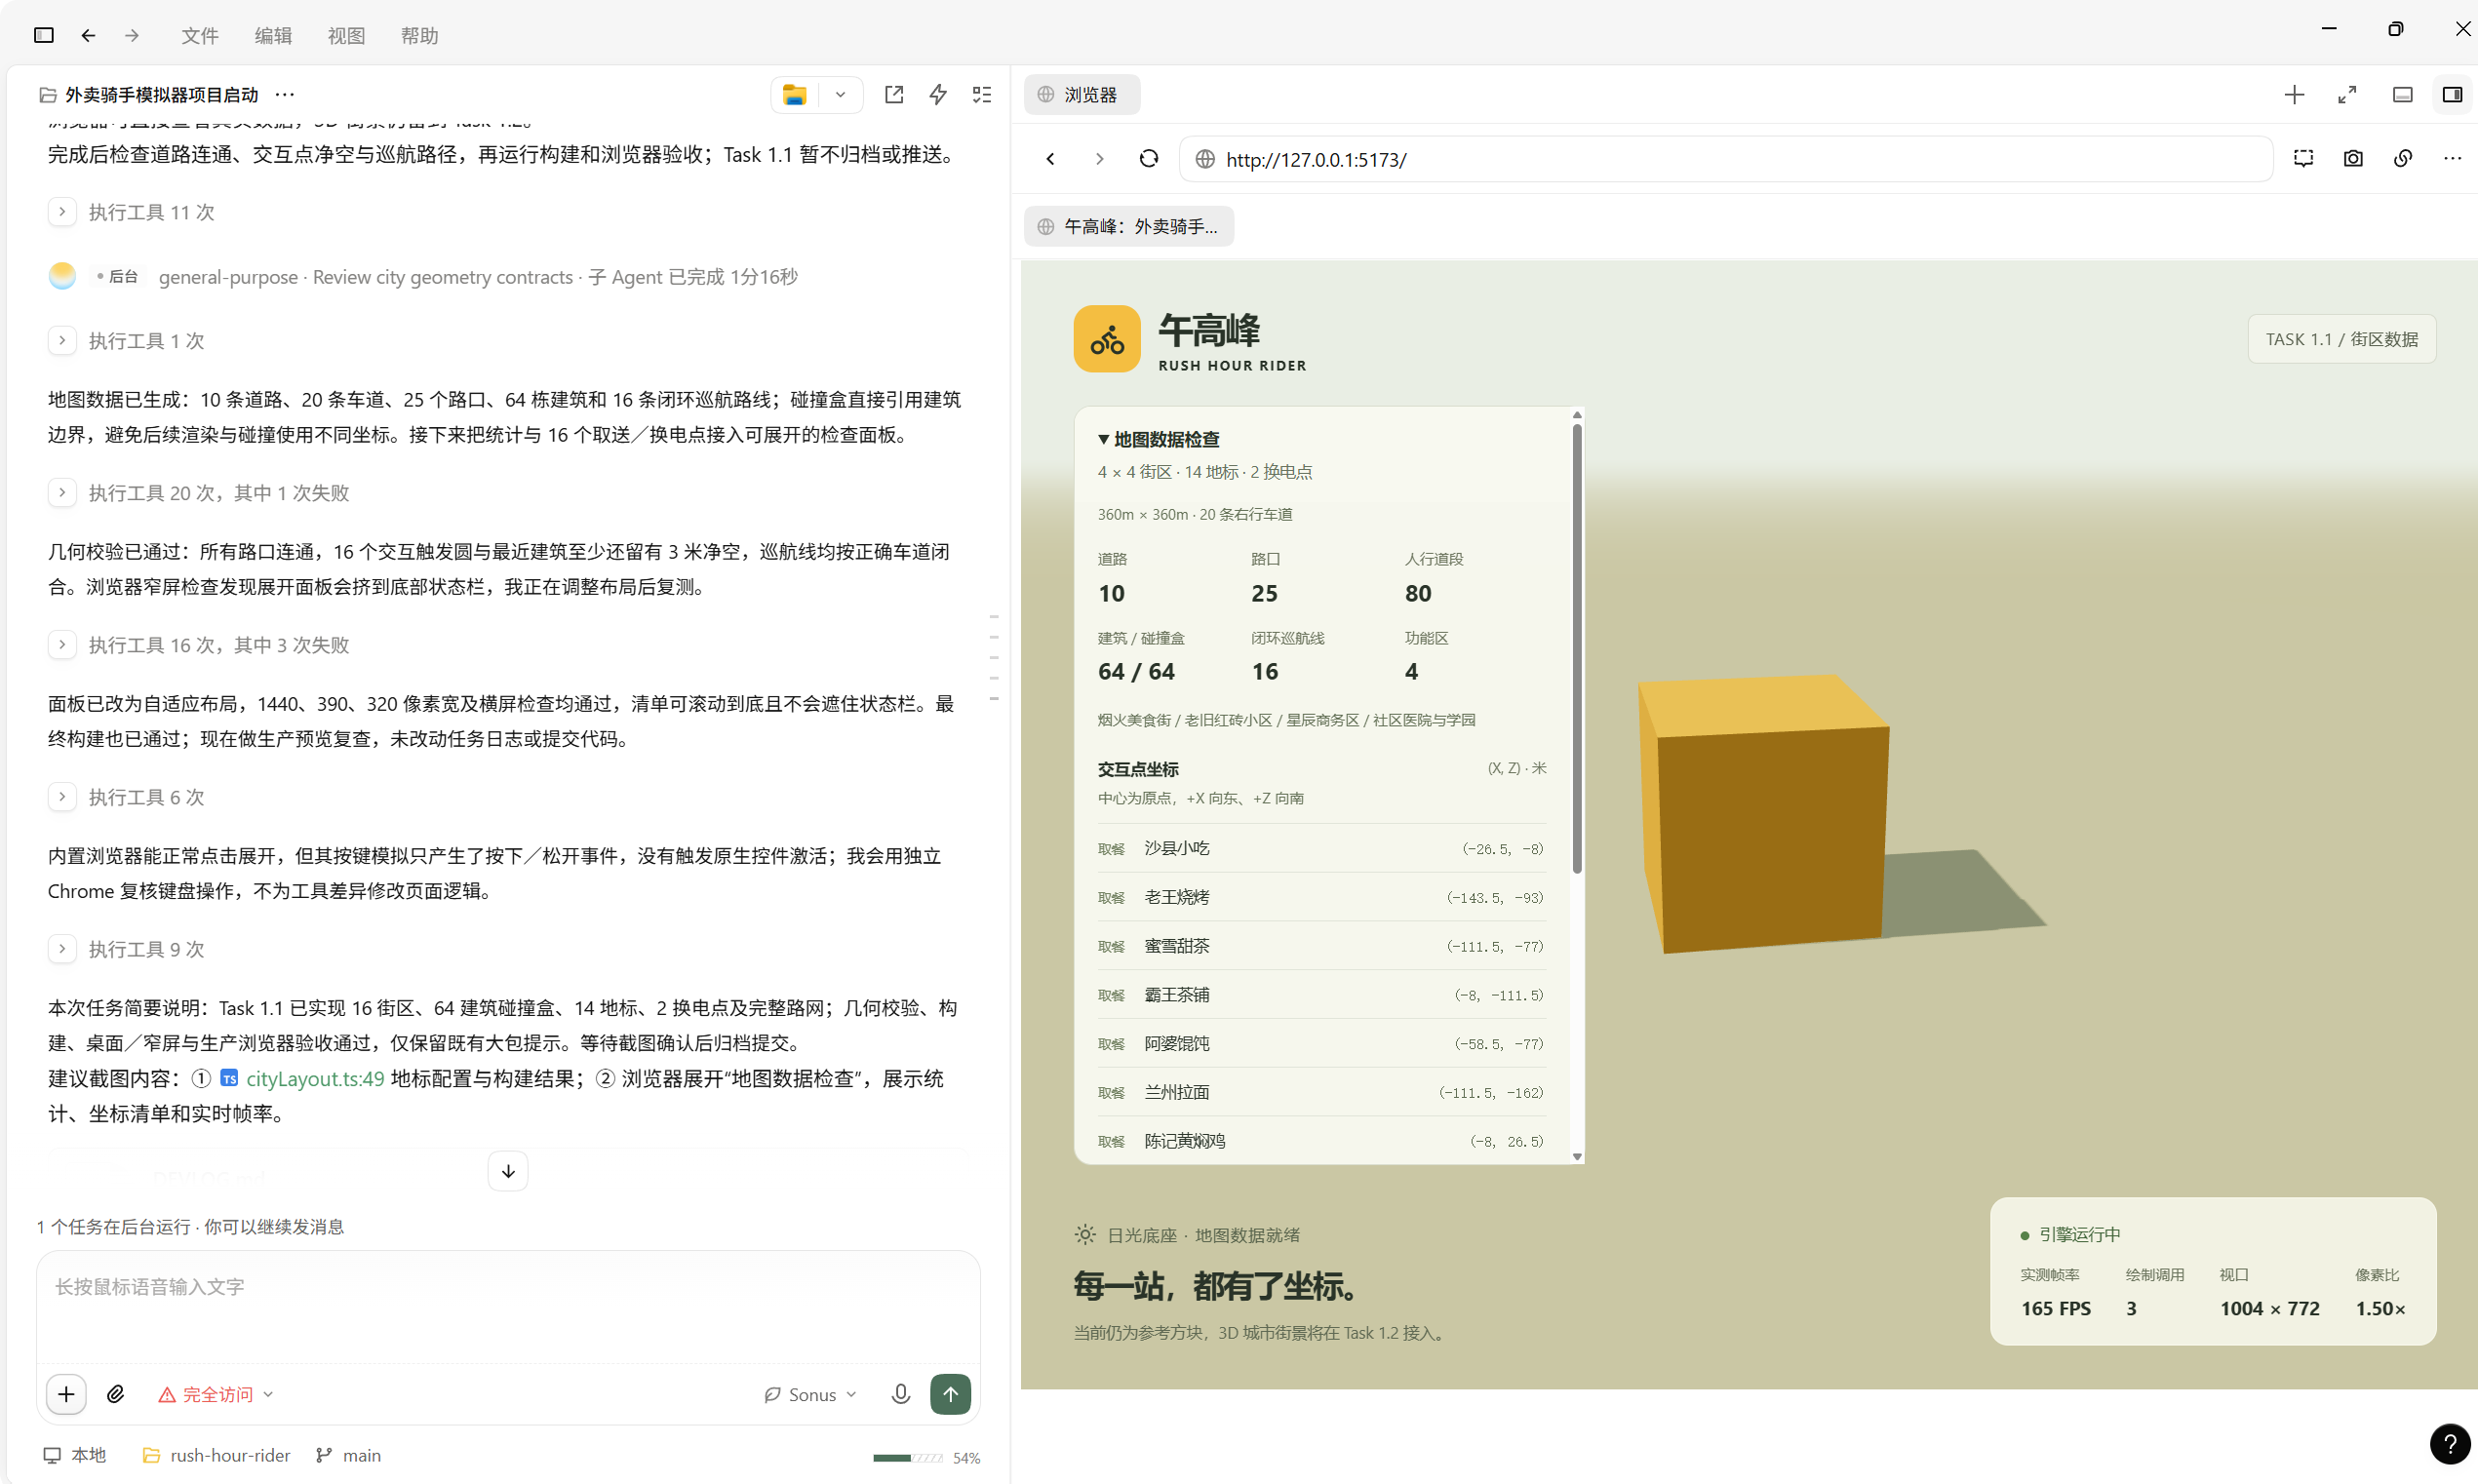 文件 编辑 视图 帮助
外卖骑手模拟器项目启动 ···
完成后检查道路连通、交互点净空与巡航路径，再运行构建和浏览器验收；Task 1.1 暂不归档或推送。
执行工具 11 次
后台 general-purpose · Review city geometry contracts · 子 Agent 已完成 1分16秒
执行工具 1 次
地图数据已生成：10 条道路、20 条车道、25 个路口、64 栋建筑和 16 条闭环巡航路线；碰撞盒直接引用建筑
边界，避免后续渲染与碰撞使用不同坐标。接下来把统计与 16 个取送／换电点接入可展开的检查面板。
执行工具 20 次，其中 1 次失败
几何校验已通过：所有路口连通，16 个交互触发圆与最近建筑至少还留有 3 米净空，巡航线均按正确车道闭
合。浏览器窄屏检查发现展开面板会挤到底部状态栏，我正在调整布局后复测。
执行工具 16 次，其中 3 次失败
面板已改为自适应布局，1440、390、320 像素宽及横屏检查均通过，清单可滚动到底且不会遮住状态栏。最
终构建也已通过；现在做生产预览复查，未改动任务日志或提交代码。
执行工具 6 次
内置浏览器能正常点击展开，但其按键模拟只产生了按下／松开事件，没有触发原生控件激活；我会用独立
Chrome 复核键盘操作，不为工具差异修改页面逻辑。
执行工具 9 次
本次任务简要说明：Task 1.1 已实现 16 街区、64 建筑碰撞盒、14 地标、2 换电点及完整路网；几何校验、构
建、桌面／窄屏与生产浏览器验收通过，仅保留既有大包提示。等待截图确认后归档提交。
建议截图内容：① TS cityLayout.ts:49 地标配置与构建结果；② 浏览器展开“地图数据检查”，展示统
计、坐标清单和实时帧率。
DEVLOG.md
1 个任务在后台运行 · 你可以继续发消息
长按鼠标语音输入文字
完全访问 Sonus
本地 rush-hour-rider main 54%
浏览器
http://127.0.0.1:5173/
午高峰：外卖骑手...
午高峰
RUSH HOUR RIDER
TASK 1.1 / 街区数据
▼地图数据检查
4 × 4 街区 · 14 地标 · 2 换电点
360m × 360m · 20 条右行车道
道路 路口 人行道段
10 25 80
建筑 / 碰撞盒 闭环巡航线 功能区
64 / 64 16 4
烟火美食街 / 老旧红砖小区 / 星辰商务区 / 社区医院与学园
交互点坐标 (X, Z) · 米
中心为原点，+X 向东、+Z 向南
取餐 沙县小吃 (-26.5, -8)
取餐 老王烧烤 (-143.5, -93)
取餐 蜜雪甜茶 (-111.5, -77)
取餐 霸王茶铺 (-8, -111.5)
取餐 阿婆馄饨 (-58.5, -77)
取餐 兰州拉面 (-111.5, -162)
取餐 陈记黄焖鸡 (-8, 26.5)
日光底座 · 地图数据就绪
每一站，都有了坐标。
当前仍为参考方块，3D 城市街景将在 Task 1.2 接入。
引擎运行中
实测帧率 绘制调用 视口 像素比
165 FPS 3 1004 × 772 1.50×
?